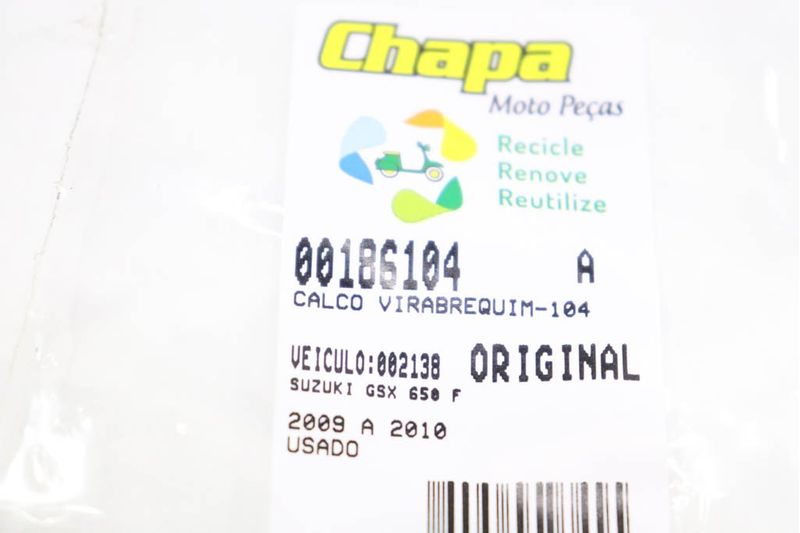 Chapa
Moto Peças
Recicle
Renove
Reutilize
00186104 A
CALCO VIRABREQUIM-104
VEICULO:002138 ORIGINAL
SUZUKI GSX 650 F
2009 A 2010
USADO